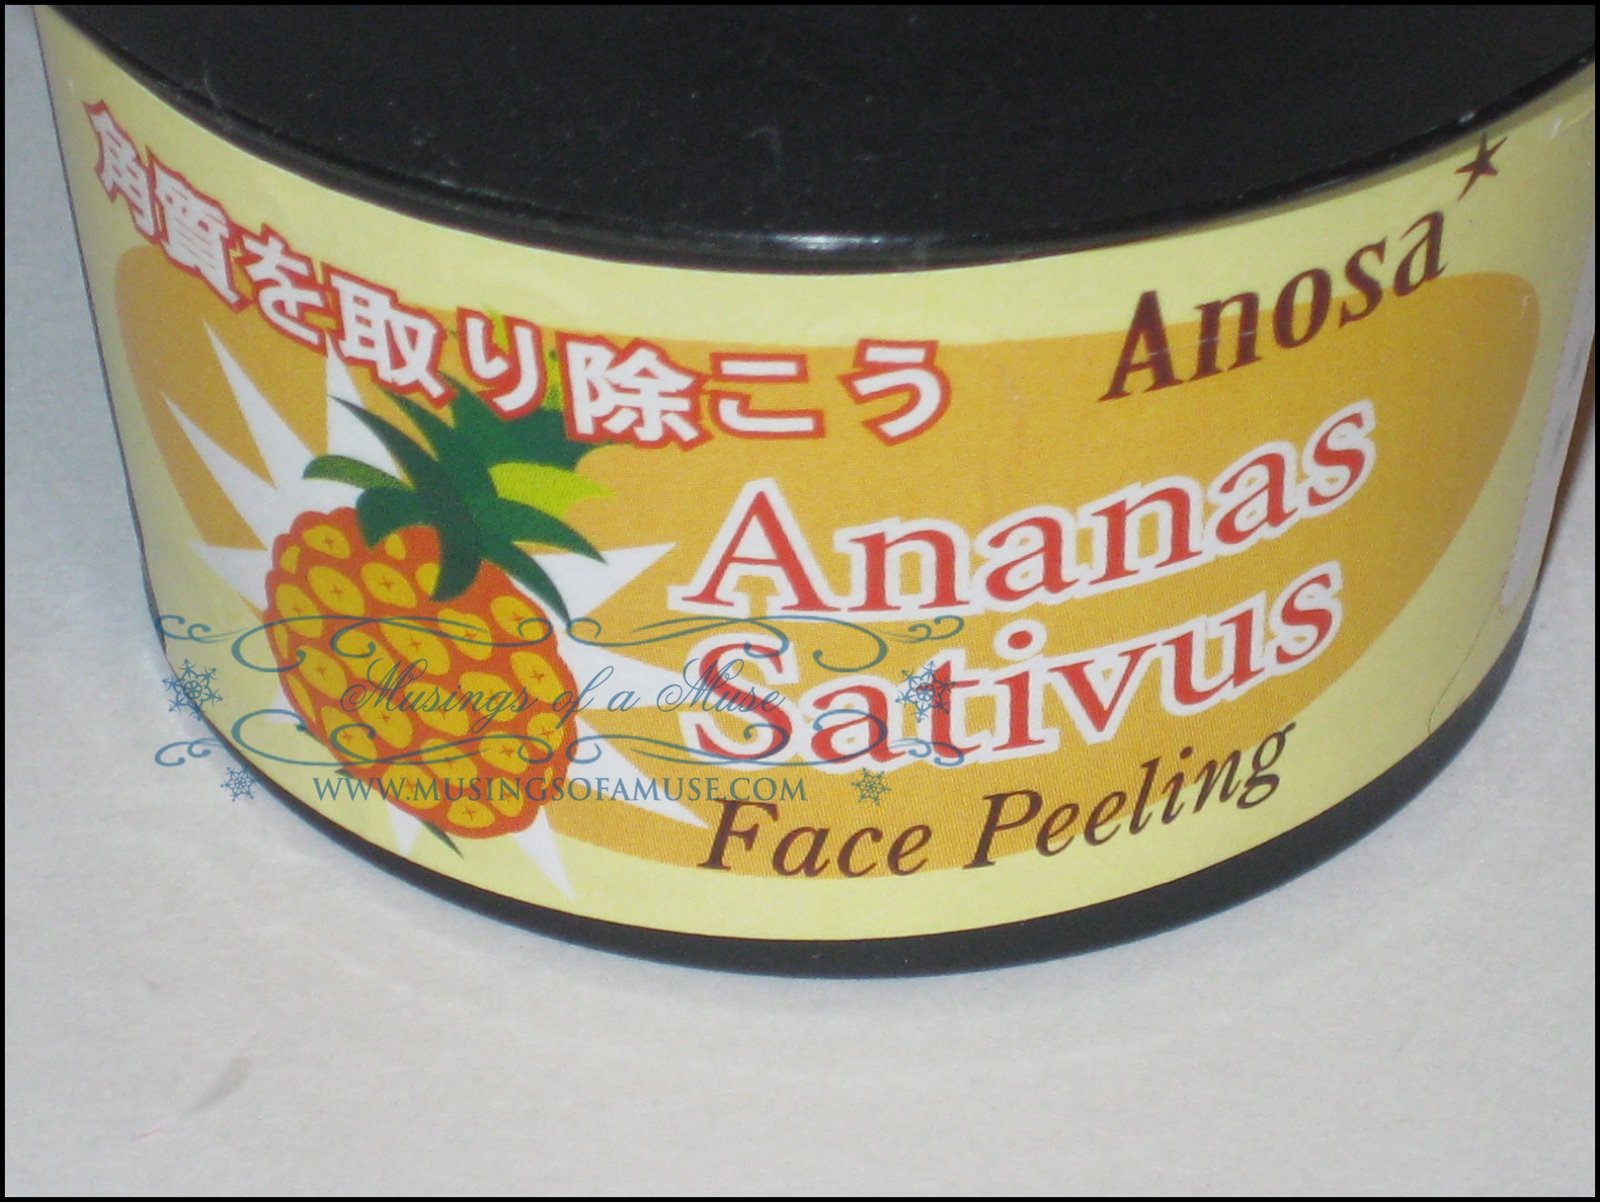 角質を取り除こう
Anosa
Ananas
Sativus
Face Peeling
Musings of a Muse
WWW.MUSINGSOFAMUSE.COM